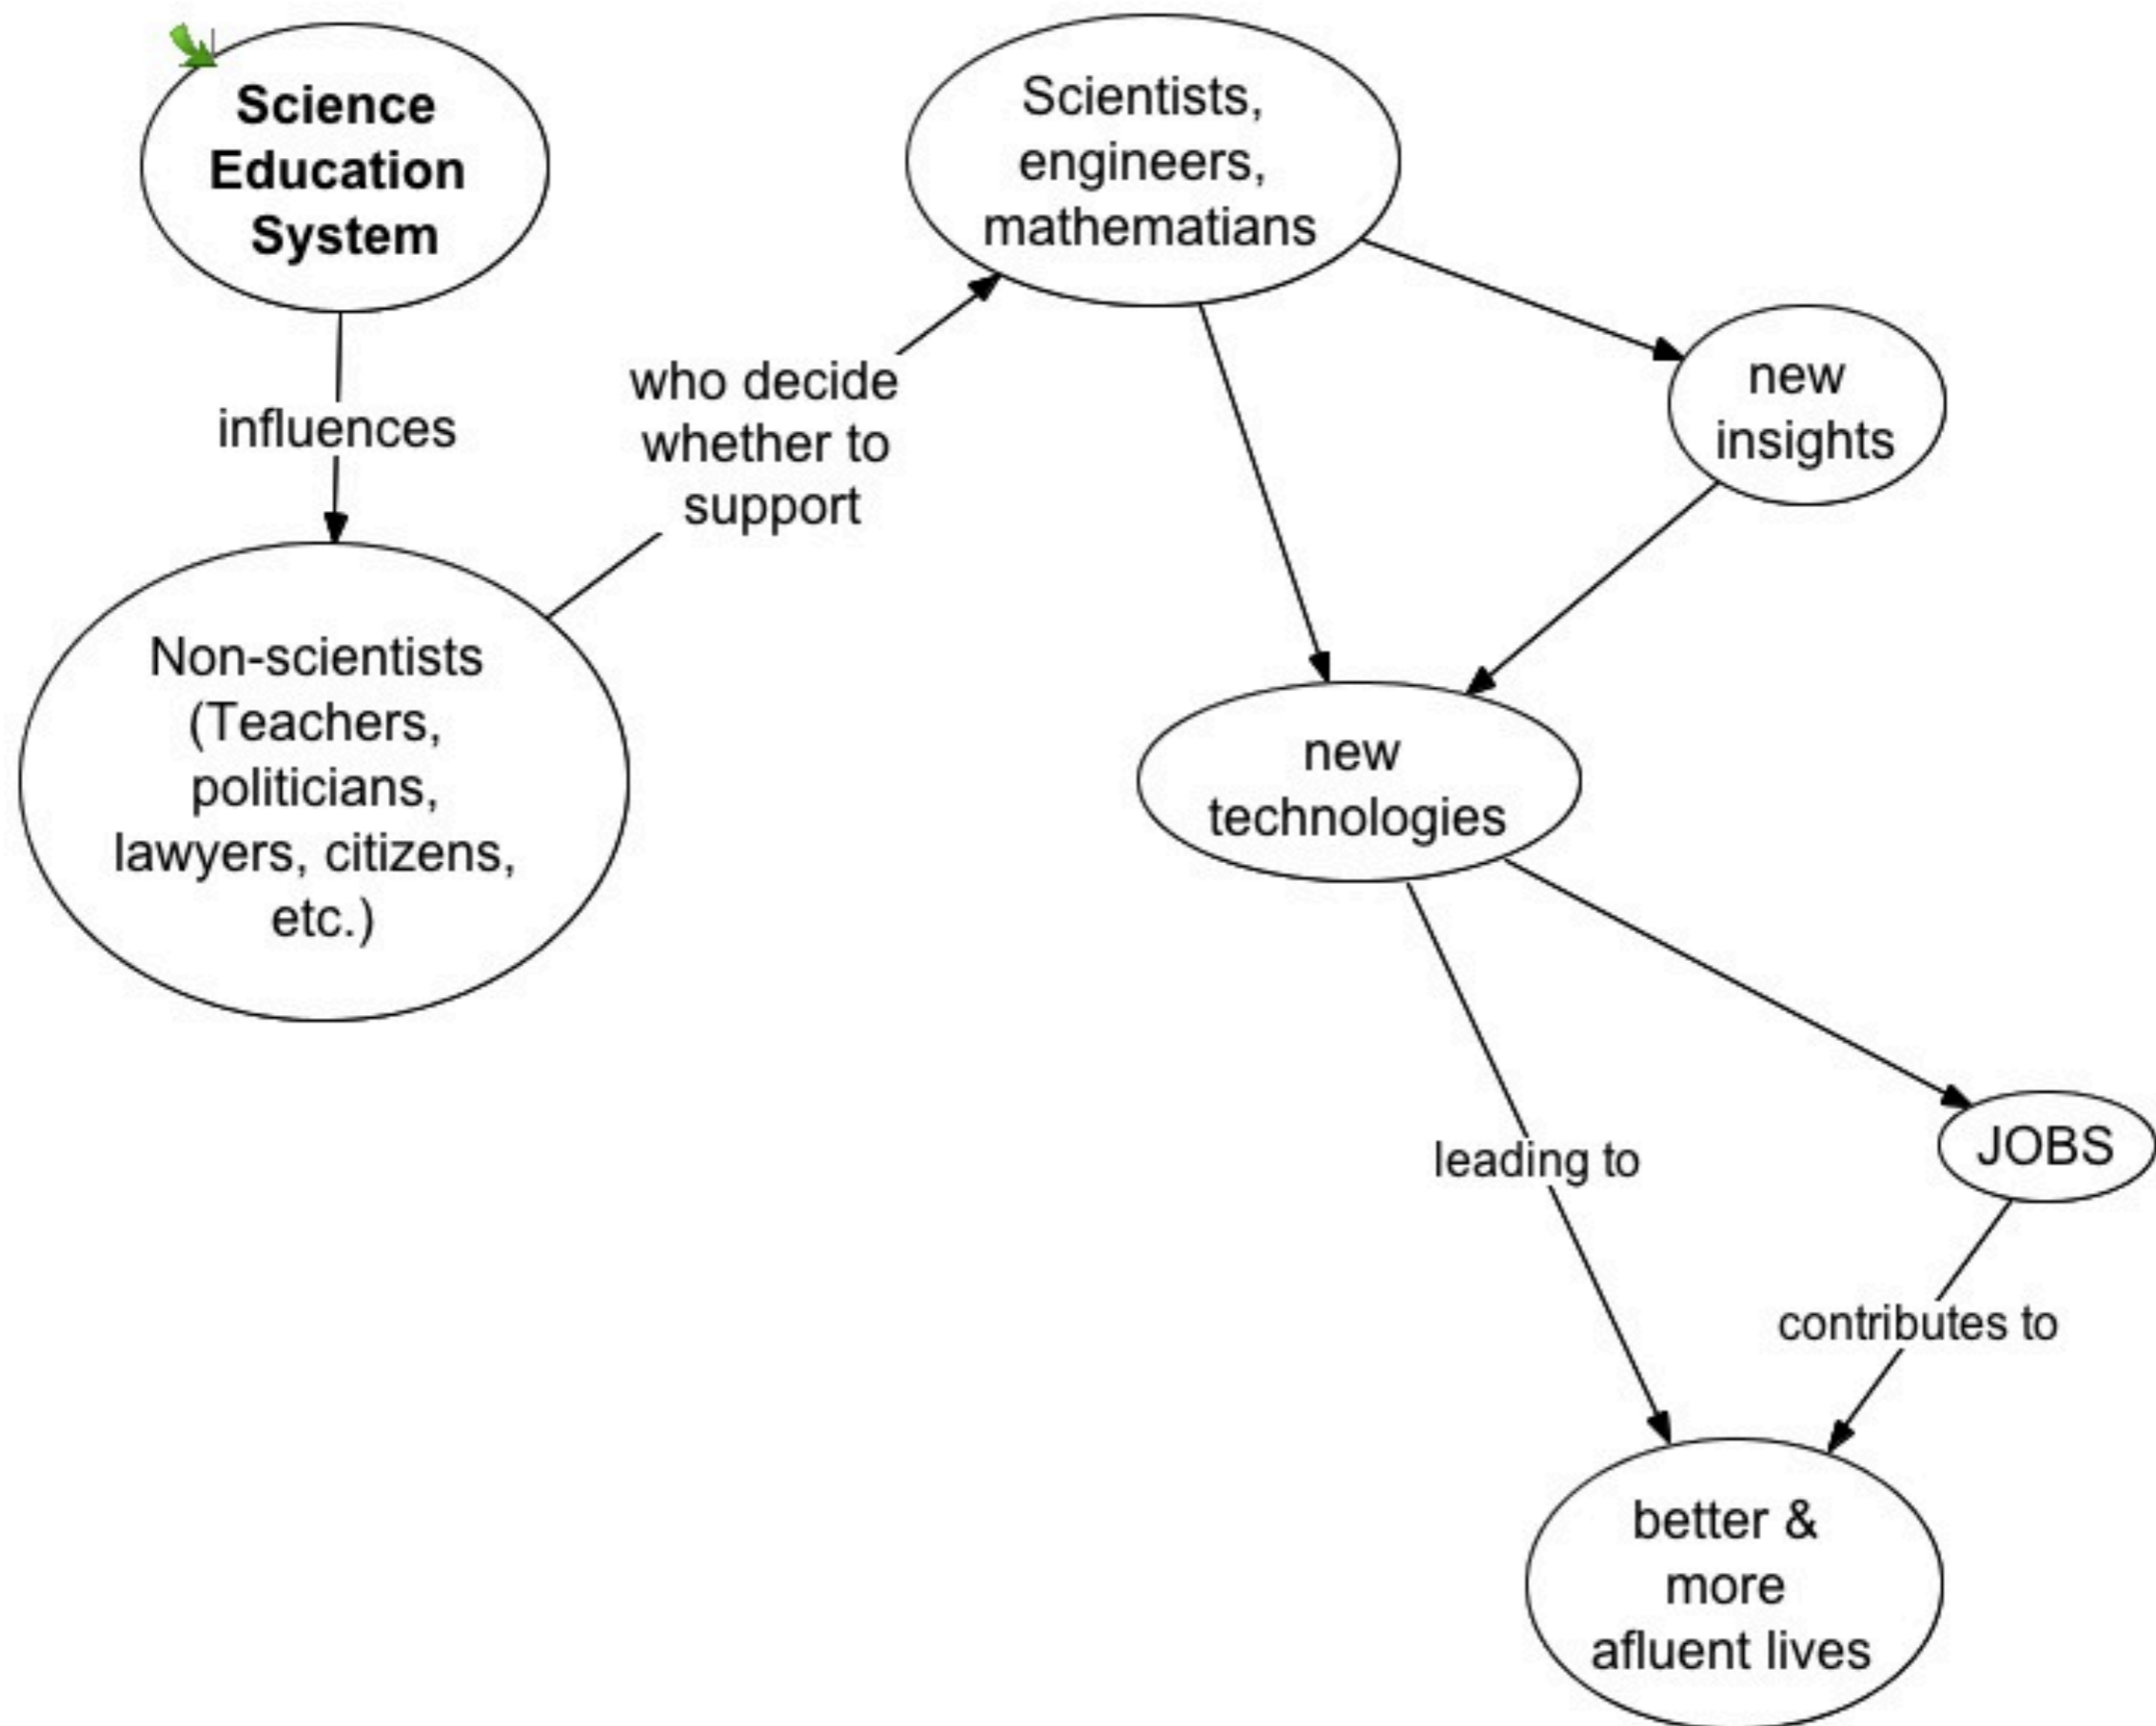 Science
Education
System
influences
Non-scientists
(Teachers,
politicians,
lawyers, citizens,
etc.)
who decide
whether to
support
Scientists,
engineers,
mathematians
new
insights
new
technologies
leading to
JOBS
contributes to
better &
more
afluent lives